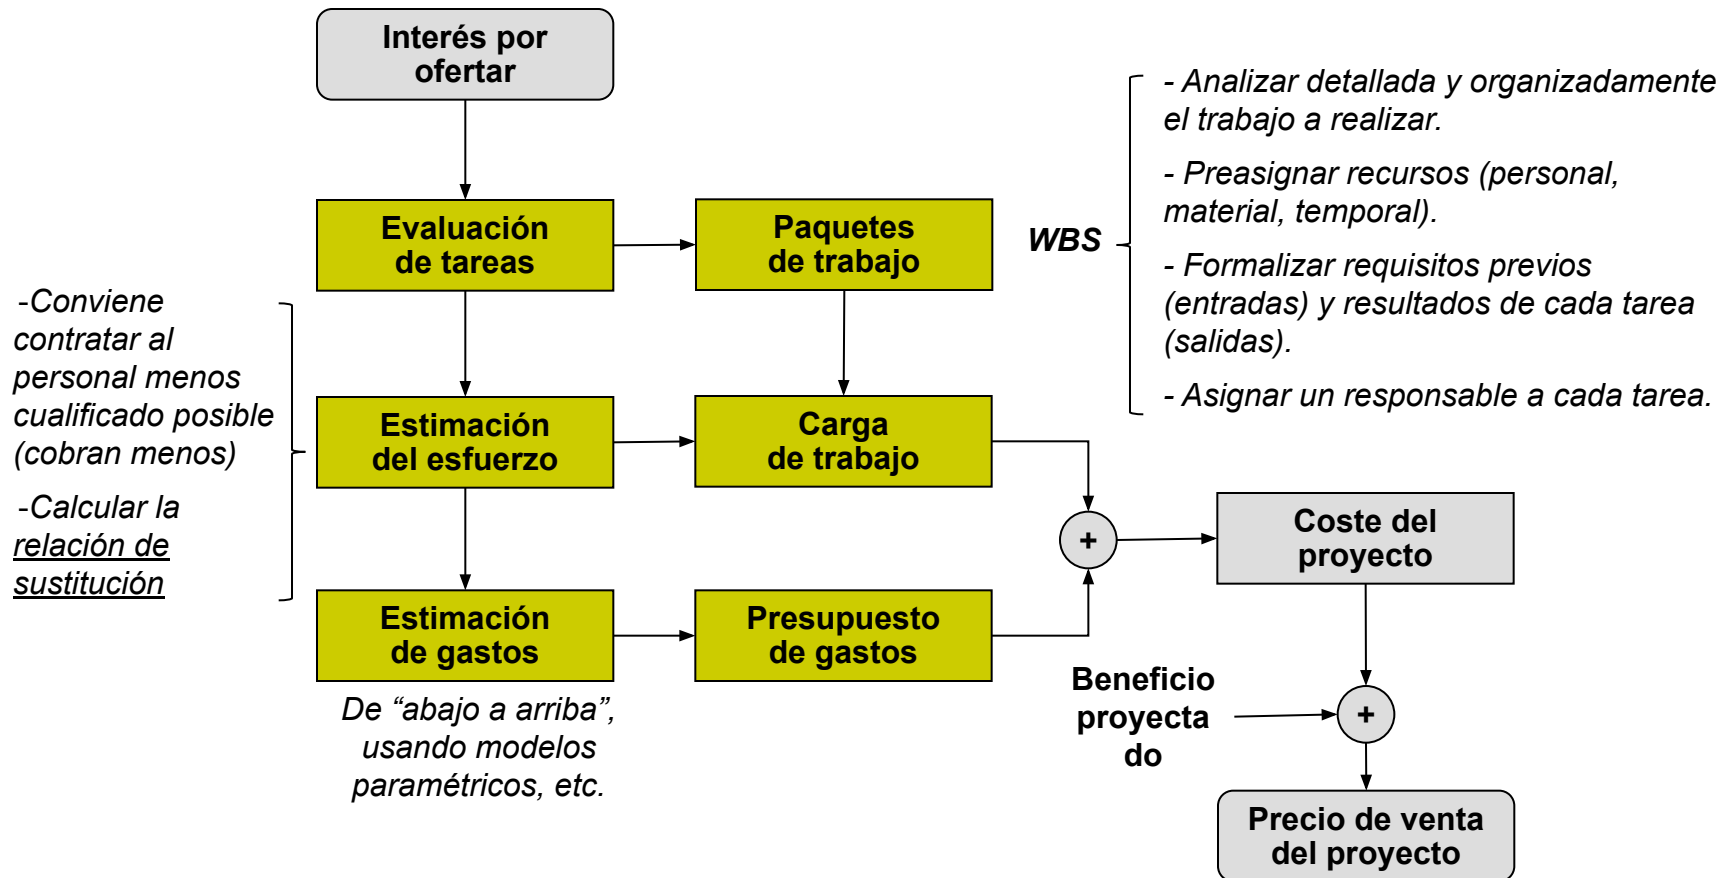 Interés por
ofertar
- Analizar detallada y organizadamente
el trabajo a realizar.
- Preasignar recursos (personal,
material, temporal).
WBS
- Formalizar requisitos previos
(entradas) y resultados de cada tarea
(salidas).
- Asignar un responsable a cada tarea.
Evaluación
de tareas
Paquetes
de trabajo
-Conviene
contratar al
personal menos
cualificado posible
(cobran menos)
-Calcular la
relación de
sustitución
Estimación
del esfuerzo
Carga
de trabajo
+
Coste del
proyecto
Estimación
de gastos
Presupuesto
de gastos
De “abajo a arriba”,
usando modelos
paramétricos, etc.
Beneficio
proyecta
do
+
Precio de venta
del proyecto